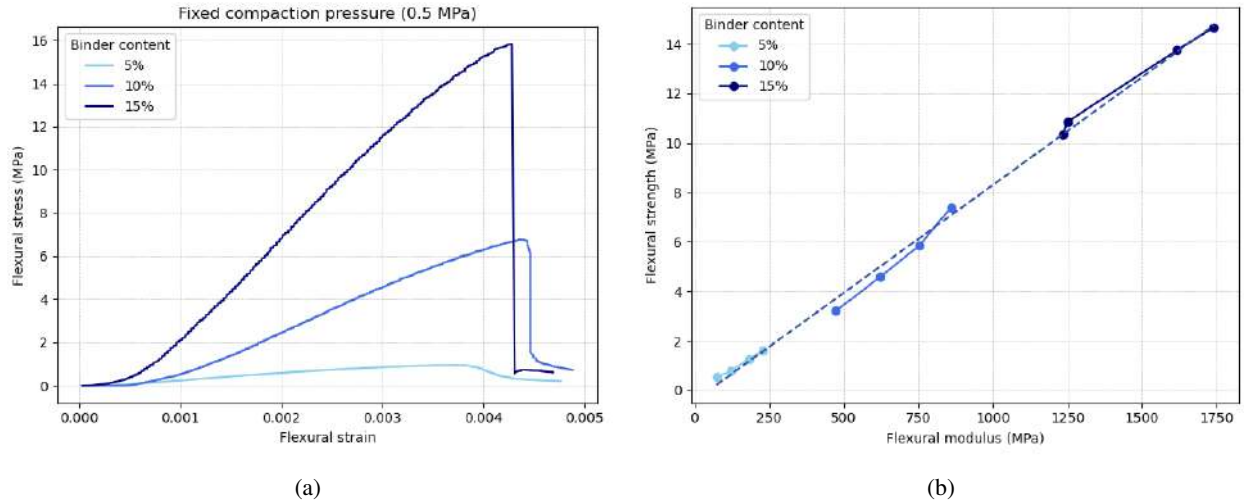 Fixed compaction pressure (0.5 MPa)
Binder content
5%
10%
15%
Flexural stress (MPa)
16
14
12
10
8
6
4
2
0
0.000 0.001 0.002 0.003 0.004 0.005
Flexural strain
(a)
Binder content
5%
10%
15%
Flexural strength (MPa)
14
12
10
8
6
4
2
0
0 250 500 750 1000 1250 1500 1750
Flexural modulus (MPa)
(b)